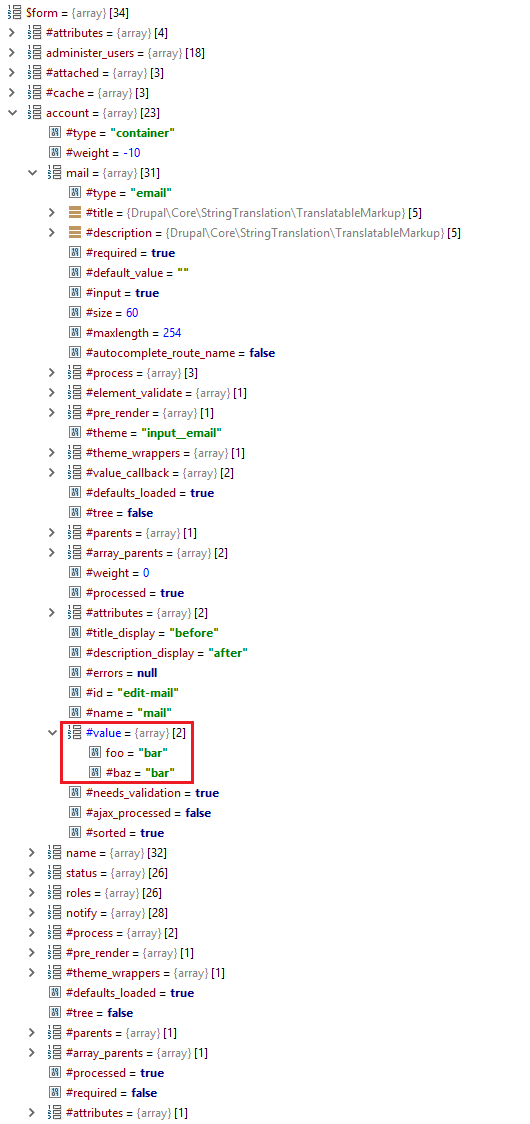 $form = {array} [34]
#attributes = {array} [4]
administer_users = {array} [18]
#attached = {array} [3]
#cache = {array} [3]
account = {array} [23]
#type = "container"
#weight = -10
mail = {array} [31]
#type = "email"
#title = {Drupal\Core\StringTranslation\TranslatableMarkup} [5]
#description = {Drupal\Core\StringTranslation\TranslatableMarkup} [5]
#required = true
#default_value = ""
#input = true
#size = 60
#maxlength = 254
#autocomplete_route_name = false
#process = {array} [3]
#element_validate = {array} [1]
#pre_render = {array} [1]
#theme = "input__email"
#theme_wrappers = {array} [1]
#value_callback = {array} [2]
#defaults_loaded = true
#tree = false
#parents = {array} [1]
#array_parents = {array} [2]
#weight = 0
#processed = true
#attributes = {array} [2]
#title_display = "before"
#description_display = "after"
#errors = null
#id = "edit-mail"
#name = "mail"
#value = {array} [2]
foo = "bar"
#baz = "bar"
#needs_validation = true
#ajax_processed = false
#sorted = true
name = {array} [32]
status = {array} [26]
roles = {array} [26]
notify = {array} [28]
#process = {array} [2]
#pre_render = {array} [1]
#theme_wrappers = {array} [1]
#defaults_loaded = true
#tree = false
#parents = {array} [1]
#array_parents = {array} [1]
#processed = true
#required = false
#attributes = {array} [1]